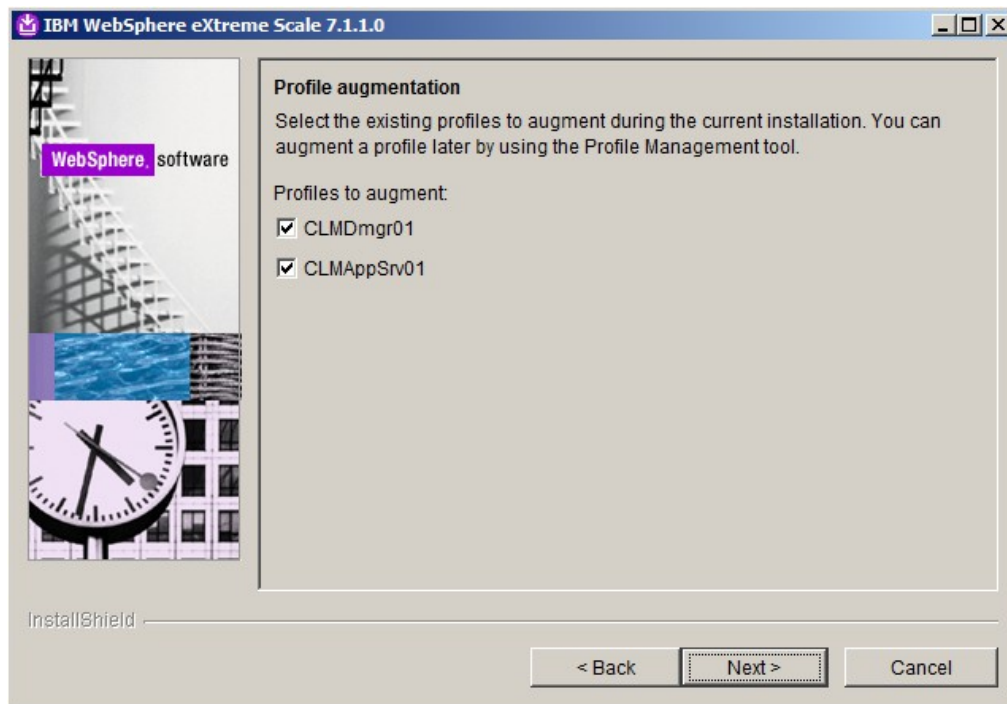 IBM WebSphere eXtreme Scale 7.1.1.0
WebSphere. software
Profile augmentation
Select the existing profiles to augment during the current installation. You can
augment a profile later by using the Profile Management tool.
Profiles to augment:
CLMDmgr01
CLMAppSrv01
InstallShield
< Back
Next >
Cancel